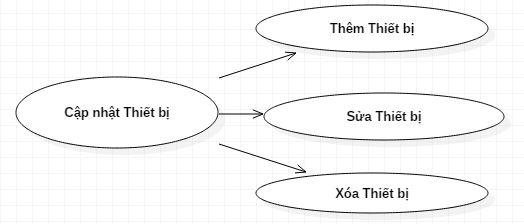 Thêm Thiết bị
Cập nhật Thiết bị
Sửa Thiết bị
Xóa Thiết bị